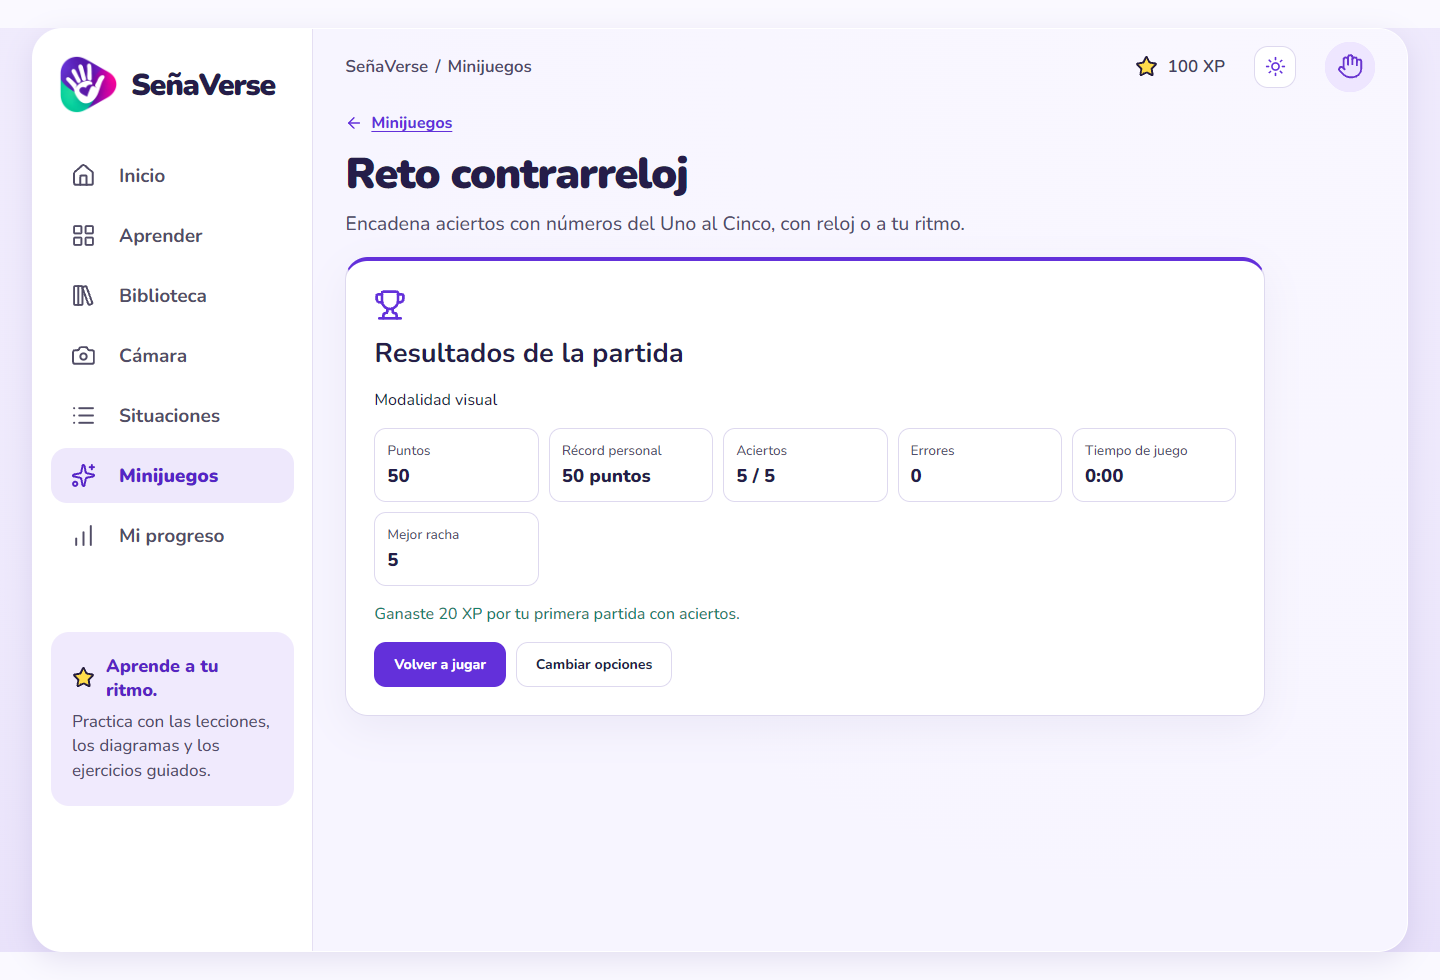 SeñaVerse
Inicio
Aprender
Biblioteca
Cámara
Situaciones
Minijuegos
Mi progreso
Aprende a tu
ritmo.
Practica con las lecciones,
los diagramas y los
ejercicios guiados.
SeñaVerse / Minijuegos
100 XP
Minijuegos
Reto contrarreloj
Encadena aciertos con números del Uno al Cinco, con reloj o a tu ritmo.
Resultados de la partida
Modalidad visual
Puntos
50
Récord personal
50 puntos
Aciertos
5 / 5
Errores
0
Tiempo de juego
0:00
Mejor racha
5
Ganaste 20 XP por tu primera partida con aciertos.
Volver a jugar
Cambiar opciones